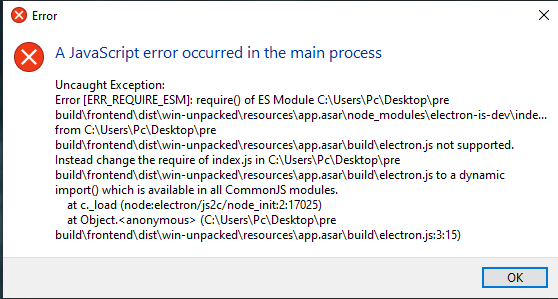 Error
A JavaScript error occurred in the main process
Uncaught Exception:
Error [ERR_REQUIRE_ESM]: require() of ES Module C:\Users\Pc\Desktop\pre
build\frontend\dist\win-unpacked\resources\app.asar\node_modules\electron-is-dev\inde...
from C:\Users\Pc\Desktop\pre
build\frontend\dist\win-unpacked\resources\app.asar\build\electron.js not supported.
Instead change the require of index.js in C:\Users\Pc\Desktop\pre
build\frontend\dist\win-unpacked\resources\app.asar\build\electron.js to a dynamic
import() which is available in all CommonJS modules.
at c._load (node:electron/js2c/node_init:2:17025)
at Object.<anonymous> (C:\Users\Pc\Desktop\pre
build\frontend\dist\win-unpacked\resources\app.asar\build\electron.js:3:15)
OK